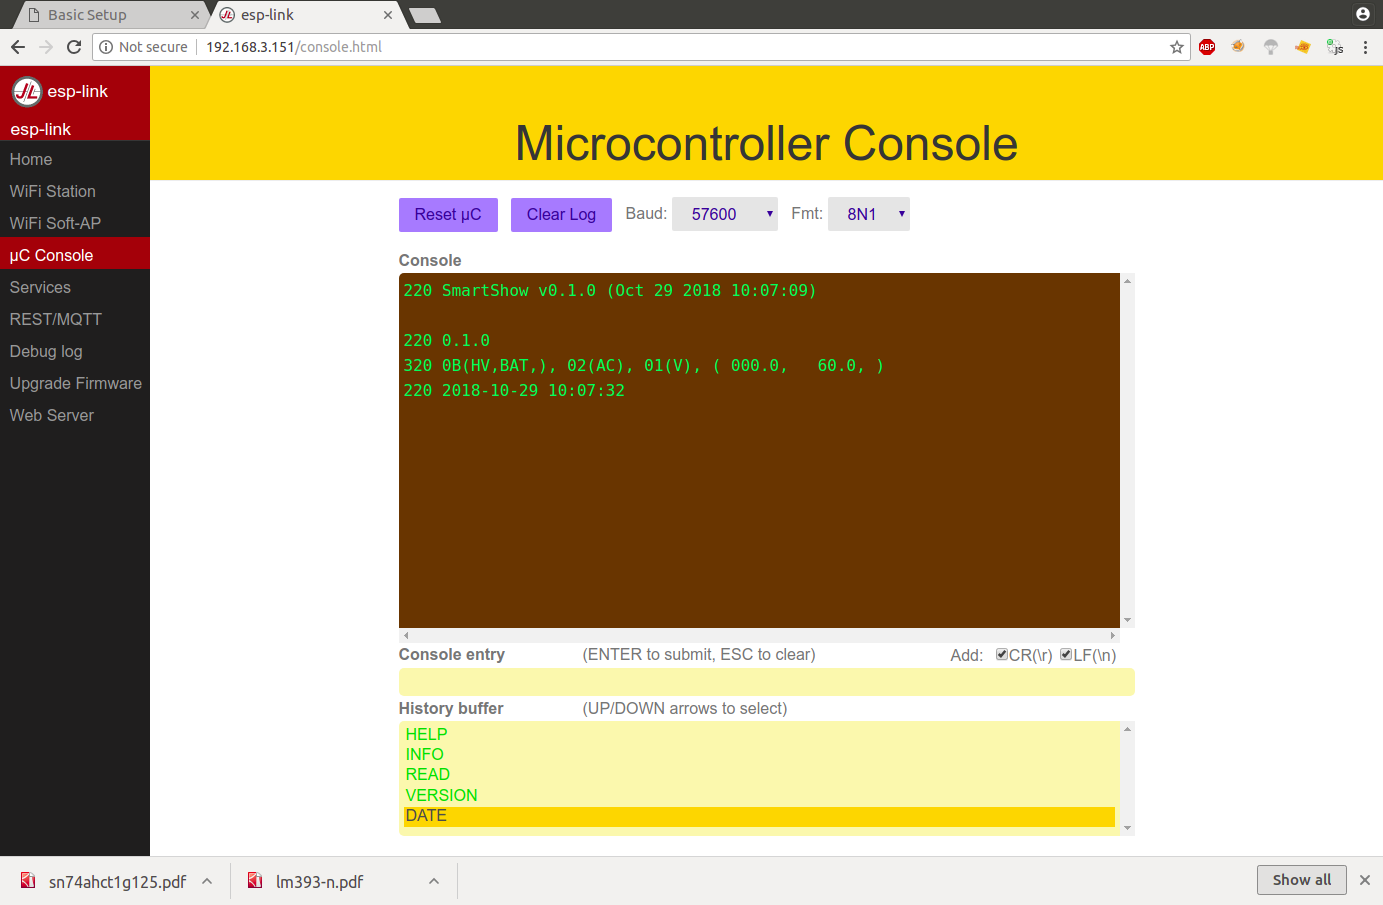 Basic Setup
esp-link
Not secure
192.168.3.151/console.html
ABP
JS
JL esp-link
esp-link
Home
WiFi Station
WiFi Soft-AP
µC Console
Services
REST/MQTT
Debug log
Upgrade Firmware
Web Server
Microcontroller Console
Reset µC
Clear Log
Baud: 57600
Fmt: 8N1
Console
220 SmartShow v0.1.0 (Oct 29 2018 10:07:09)
220 0.1.0
320 0B(HV,BAT,), 02(AC), 01(V), ( 000.0,   60.0, )
220 2018-10-29 10:07:32
Console entry (ENTER to submit, ESC to clear) Add: CR(\r) LF(\n)
History buffer (UP/DOWN arrows to select)
HELP
INFO
READ
VERSION
DATE
sn74ahct1g125.pdf
lm393-n.pdf
Show all